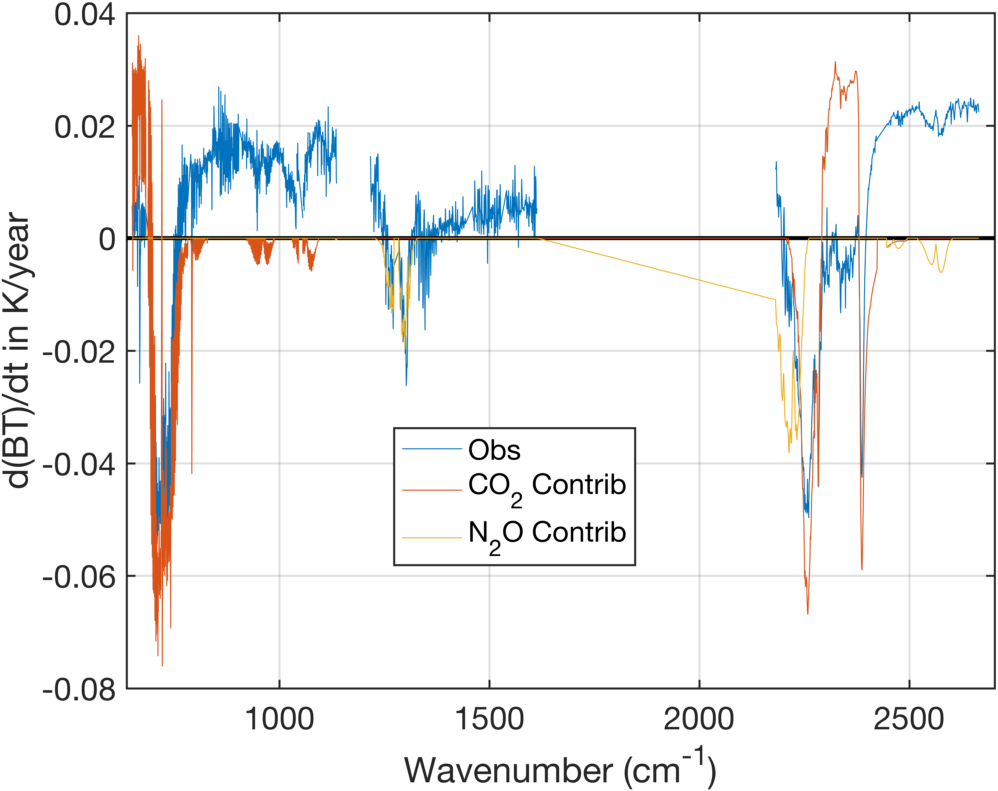 0.04
0.02
0
-0.02
-0.04
-0.06
-0.08
d(BT)/dt in K/year
Obs
CO2 Contrib
N2O Contrib
1000 1500 2000 2500
Wavenumber (cm-1)